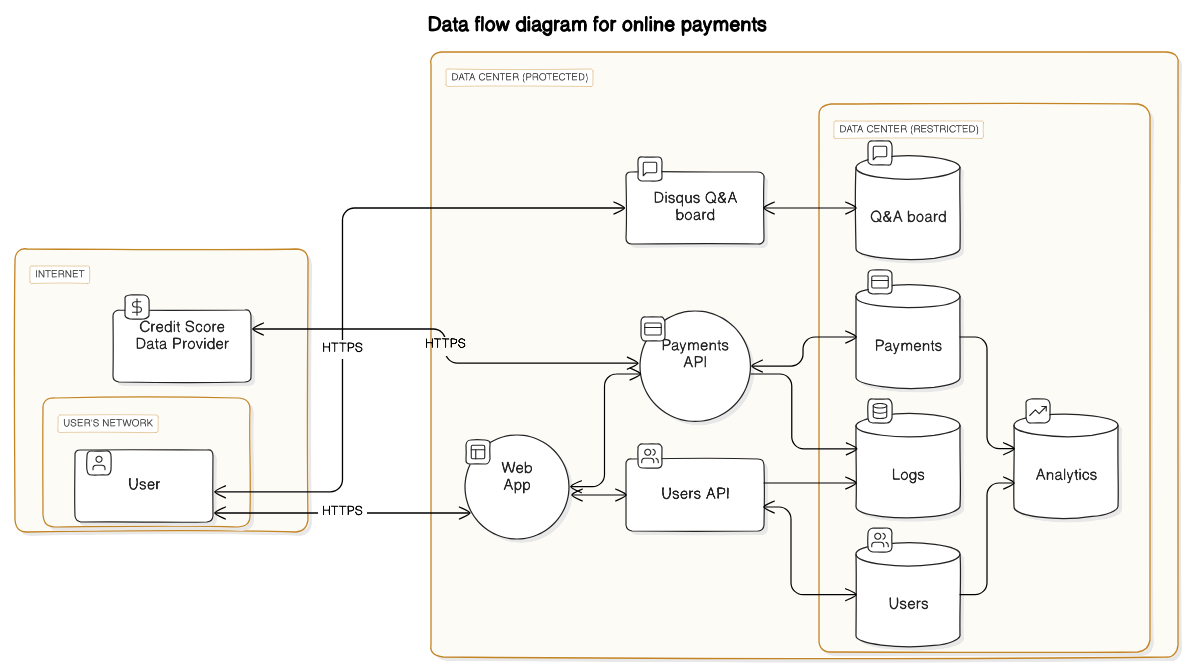 Data flow diagram for online payments
DATA CENTER (PROTECTED)
DATA CENTER (RESTRICTED)
Disqus Q&A
board
Q&A board
INTERNET
$
Credit Score
Data Provider
HTTPS
HTTPS
Payments
API
Payments
USER'S NETWORK
User
HTTPS
Web
App
Users API
Logs
Analytics
Users